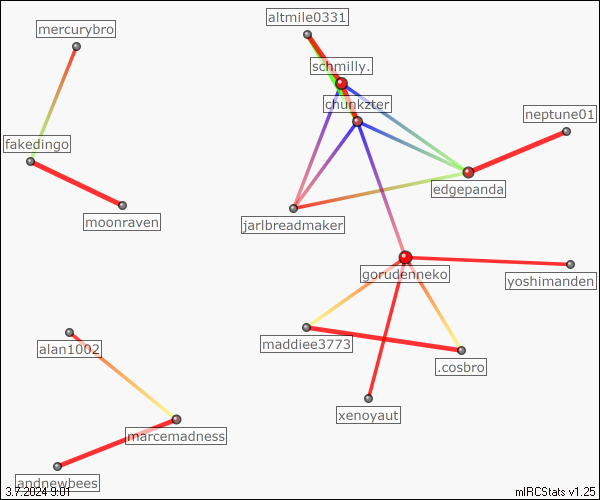 altmile0331
mercurybro
schmilly.
chunkzter
neptune01
fakedingo
edgepanda
moonraven
jarlbreadmaker
gorudenneko
yoshimanden
maddiee3773
alan1002
.cosbro
xenoyaut
marcemadness
andnewbees
3.7.2024 9:01
mIRCStats v1.25